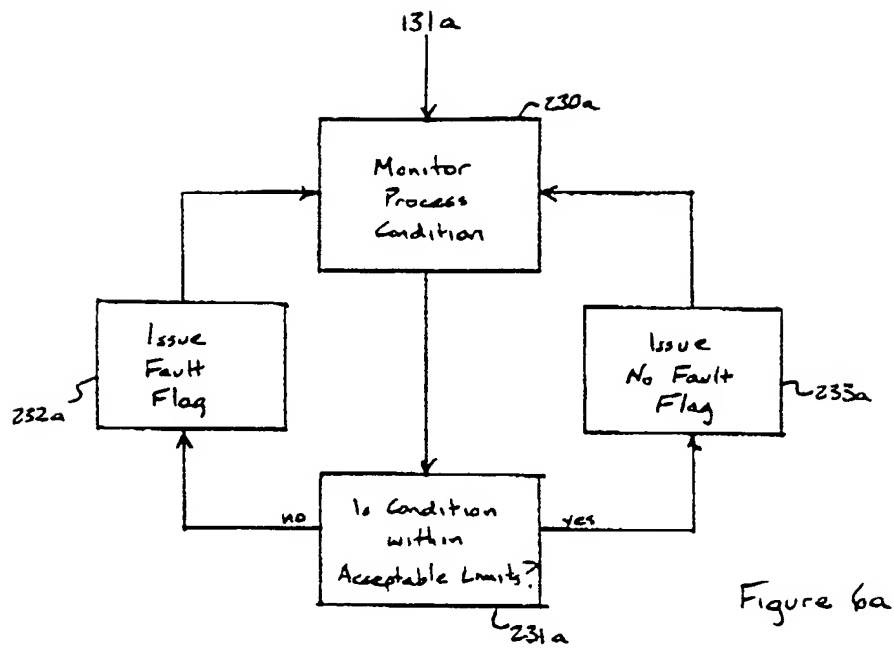 131a
230a
Monitor
Process
Condition
Issue
Fault
Flag
232a
Issue
No Fault
Flag
233a
no
Is Condition
within
Acceptable Limits?
yes
231a
Figure 6a